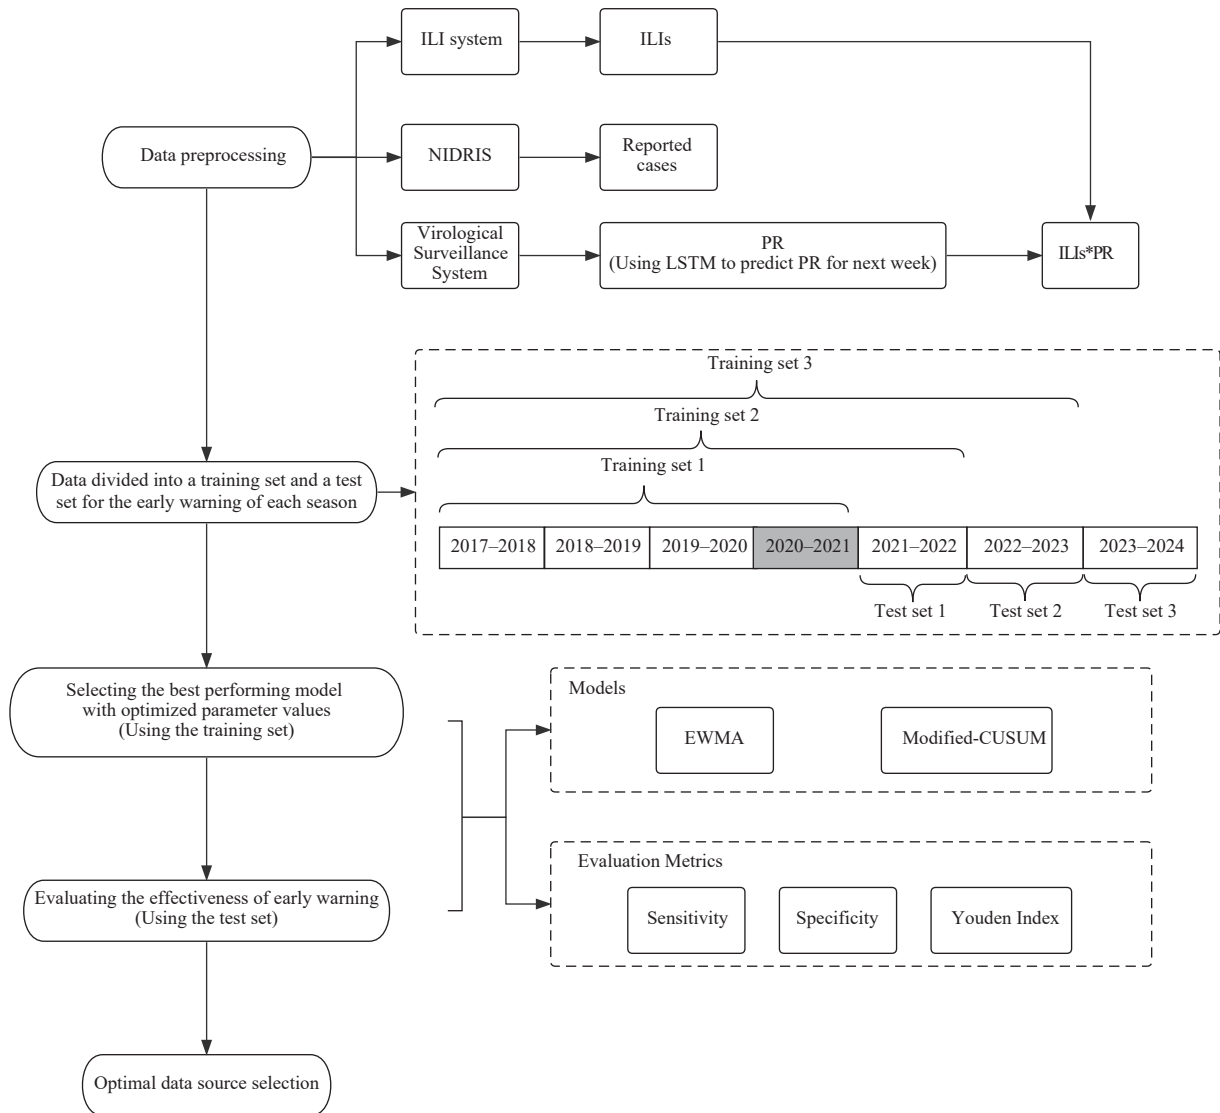 ILI system
ILIs
Data preprocessing
NIDRIS
Reported
cases
Virological
Surveillance
System
PR
(Using LSTM to predict PR for next week)
ILIs*PR
Training set 3
Training set 2
Training set 1
Data divided into a training set and a test
set for the early warning of each season
2017–2018
2018–2019
2019–2020
2020–2021
2021–2022
2022–2023
2023–2024
Test set 1
Test set 2
Test set 3
Selecting the best performing model
with optimized parameter values
(Using the training set)
Models
EWMA
Modified-CUSUM
Evaluating the effectiveness of early warning
(Using the test set)
Evaluation Metrics
Sensitivity
Specificity
Youden Index
Optimal data source selection